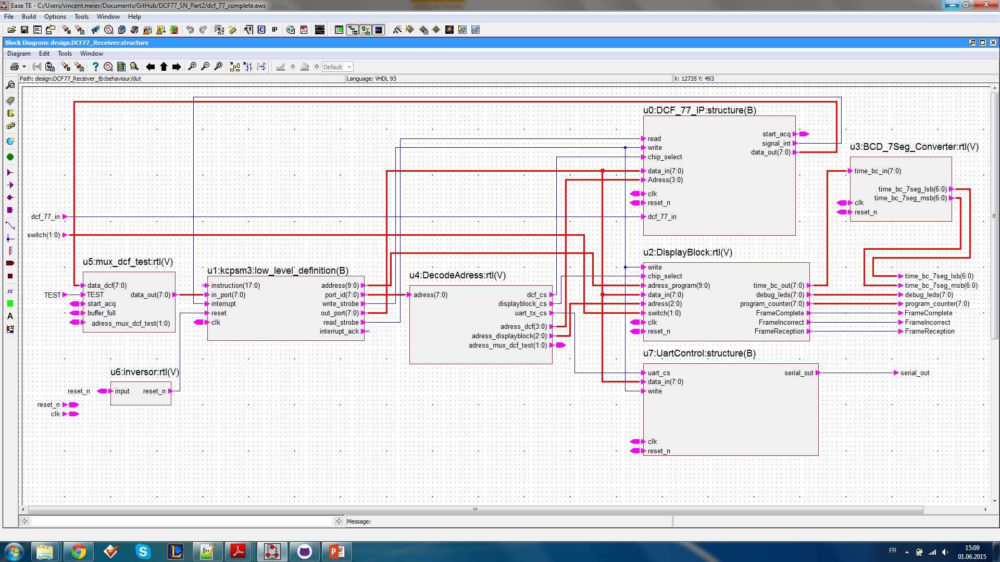 Ease TE - C:/Users/vincent.meier/Documents/GitHub/DCF77_SN_Part2/dcf_77_complete.ews
File Build Options Tools Window Help
IP
Block Diagram: design.DCF77_Receiver.structure
Diagram Edit Tools Window
Default
Path: design:DCF77_Receiver_tb:behaviour/dut
Language: VHDL 93
X: 12735 Y: 493
dcf_77_in
switch(1:0)
TEST
u5:mux_dcf_test:rtl(V)
data_dcf(7:0)
TEST
data_out(7:0)
start_acq
buffer_full
adress_mux_dcf_test(1:0)
u6:inversor:rtl(V)
reset_n
input
reset_n
reset_n
clk
u1:kcpsm3:low_level_definition(B)
instruction(17:0)
in_port(7:0)
interrupt
reset
clk
address(9:0)
port_id(7:0)
write_strobe
out_port(7:0)
read_strobe
interrupt_ack
u4:DecodeAdress:rtl(V)
adress(7:0)
dcf_cs
displayblock_cs
uart_tx_cs
adress_dcf(3:0)
adress_displayblock(2:0)
adress_mux_dcf_test(1:0)
u0:DCF_77_IP:structure(B)
read
write
chip_select
data_in(7:0)
Adress(3:0)
clk
reset_n
dcf_77_in
start_acq
signal_int
data_out(7:0)
u3:BCD_7Seg_Converter:rtl(V)
time_bc_in(7:0)
time_bc_7seg_lsb(6:0)
time_bc_7seg_msb(6:0)
clk
reset_n
u2:DisplayBlock:rtl(V)
write
chip_select
adress_program(9:0)
data_in(7:0)
adress(2:0)
switch(1:0)
clk
reset_n
time_bc_out(7:0)
debug_leds(7:0)
program_counter(7:0)
FrameComplete
FrameIncorrect
FrameReception
time_bc_7seg_lsb(6:0)
time_bc_7seg_msb(6:0)
debug_leds(7:0)
program_counter(7:0)
FrameComplete
FrameIncorrect
FrameReception
u7:UartControl:structure(B)
uart_cs
data_in(7:0)
write
clk
reset_n
serial_out
serial_out
A
Message:
FR
15:09
01.06.2015